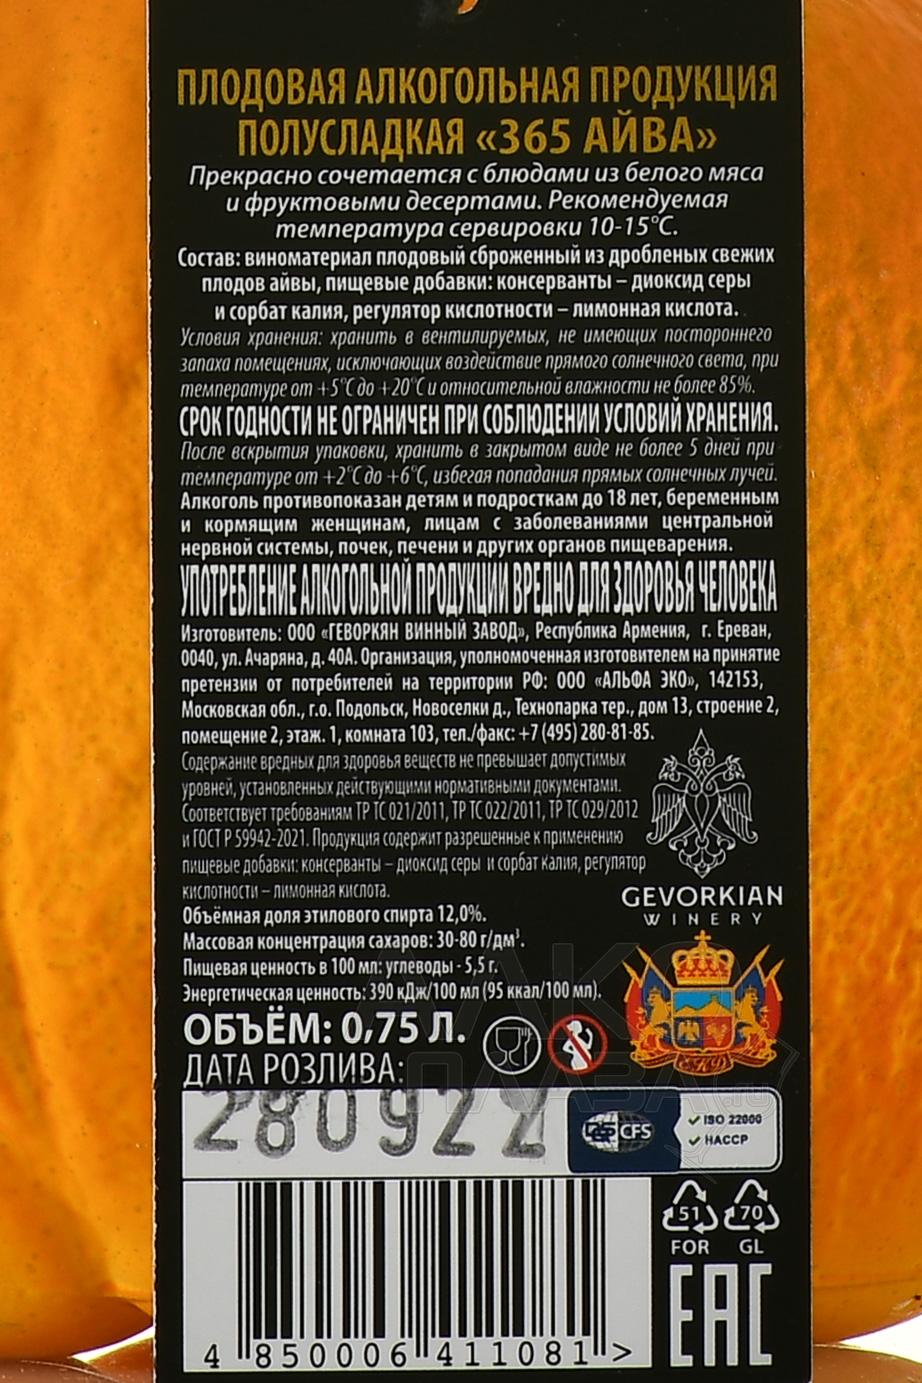 ПЛОДОВАЯ АЛКОГОЛЬНАЯ ПРОДУКЦИЯ
ПОЛУСЛАДКАЯ «365 АЙВА»
Прекрасно сочетается с блюдами из белого мяса
и фруктовыми десертами. Рекомендуемая
температура сервировки 10-15°С.
Состав: виноматериал плодовый сброженный из дробленых свежих
плодов айвы, пищевые добавки: консерванты – диоксид серы
и сорбат калия, регулятор кислотности – лимонная кислота.
Условия хранения: хранить в вентилируемых, не имеющих постороннего
запаха помещениях, исключающих воздействие прямого солнечного света, при
температуре от +5°С до +20°С и относительной влажности не более 85%.
СРОК ГОДНОСТИ НЕ ОГРАНИЧЕН ПРИ СОБЛЮДЕНИИ УСЛОВИЙ ХРАНЕНИЯ.
После вскрытия упаковки, хранить в закрытом виде не более 5 дней при
температуре от +2°С до +6°С, избегая попадания прямых солнечных лучей.
Алкоголь противопоказан детям и подросткам до 18 лет, беременным
и кормящим женщинам, лицам с заболеваниями центральной
нервной системы, почек, печени и других органов пищеварения.
УПОТРЕБЛЕНИЕ АЛКОГОЛЬНОЙ ПРОДУКЦИИ ВРЕДНО ДЛЯ ЗДОРОВЬЯ ЧЕЛОВЕКА
Изготовитель: ООО «ГЕВОРКЯН ВИННЫЙ ЗАВОД», Республика Армения, г. Ереван,
0040, ул. Ачаряна, д. 40А. Организация, уполномоченная изготовителем на принятие
претензии от потребителей на территории РФ: ООО «АЛЬФА ЭКО», 142153,
Московская обл., г.о. Подольск, Новоселки д., Технопарка тер., дом 13, строение 2,
помещение 2, этаж. 1, комната 103, тел./факс: +7 (495) 280-81-85.
Содержание вредных для здоровья веществ не превышает допустимых
уровней, установленных действующими нормативными документами.
Соответствует требованиям ТР ТС 021/2011, ТР ТС 022/2011, ТР ТС 029/2012
и ГОСТ Р 59942-2021. Продукция содержит разрешенные к применению
пищевые добавки: консерванты – диоксид серы и сорбат калия, регулятор
кислотности – лимонная кислота.
GEVORKIAN
WINERY
Объёмная доля этилового спирта 12,0%.
Массовая концентрация сахаров: 30-80 г/дм³.
Пищевая ценность в 100 мл: углеводы - 5,5 г.
Энергетическая ценность: 390 кДж/100 мл (95 ккал/100 мл).
ОБЪЁМ: 0,75 Л.
ДАТА РОЗЛИВА:
280922
CFS
ISO 22000
HACCP
51
70
FOR
GL
EAC
4 850006 411081 >